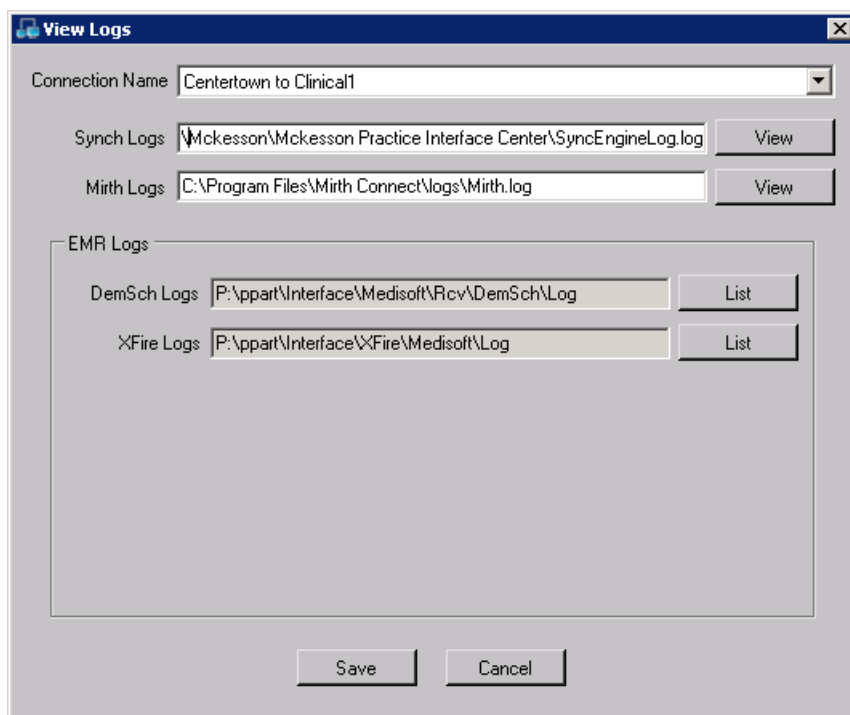 View Logs
Connection Name Centertown to Clinical1
Synch Logs \Mckesson\Mckesson Practice Interface Center\SyncEngineLog.log View
Mirth Logs C:\Program Files\Mirth Connect\logs\Mirth.log View
EMR Logs
DemSch Logs P:\ppart\Interface\Medisoft\Rcv\DemSch\Log List
XFire Logs P:\ppart\Interface\XFire\Medisoft\Log List
Save Cancel